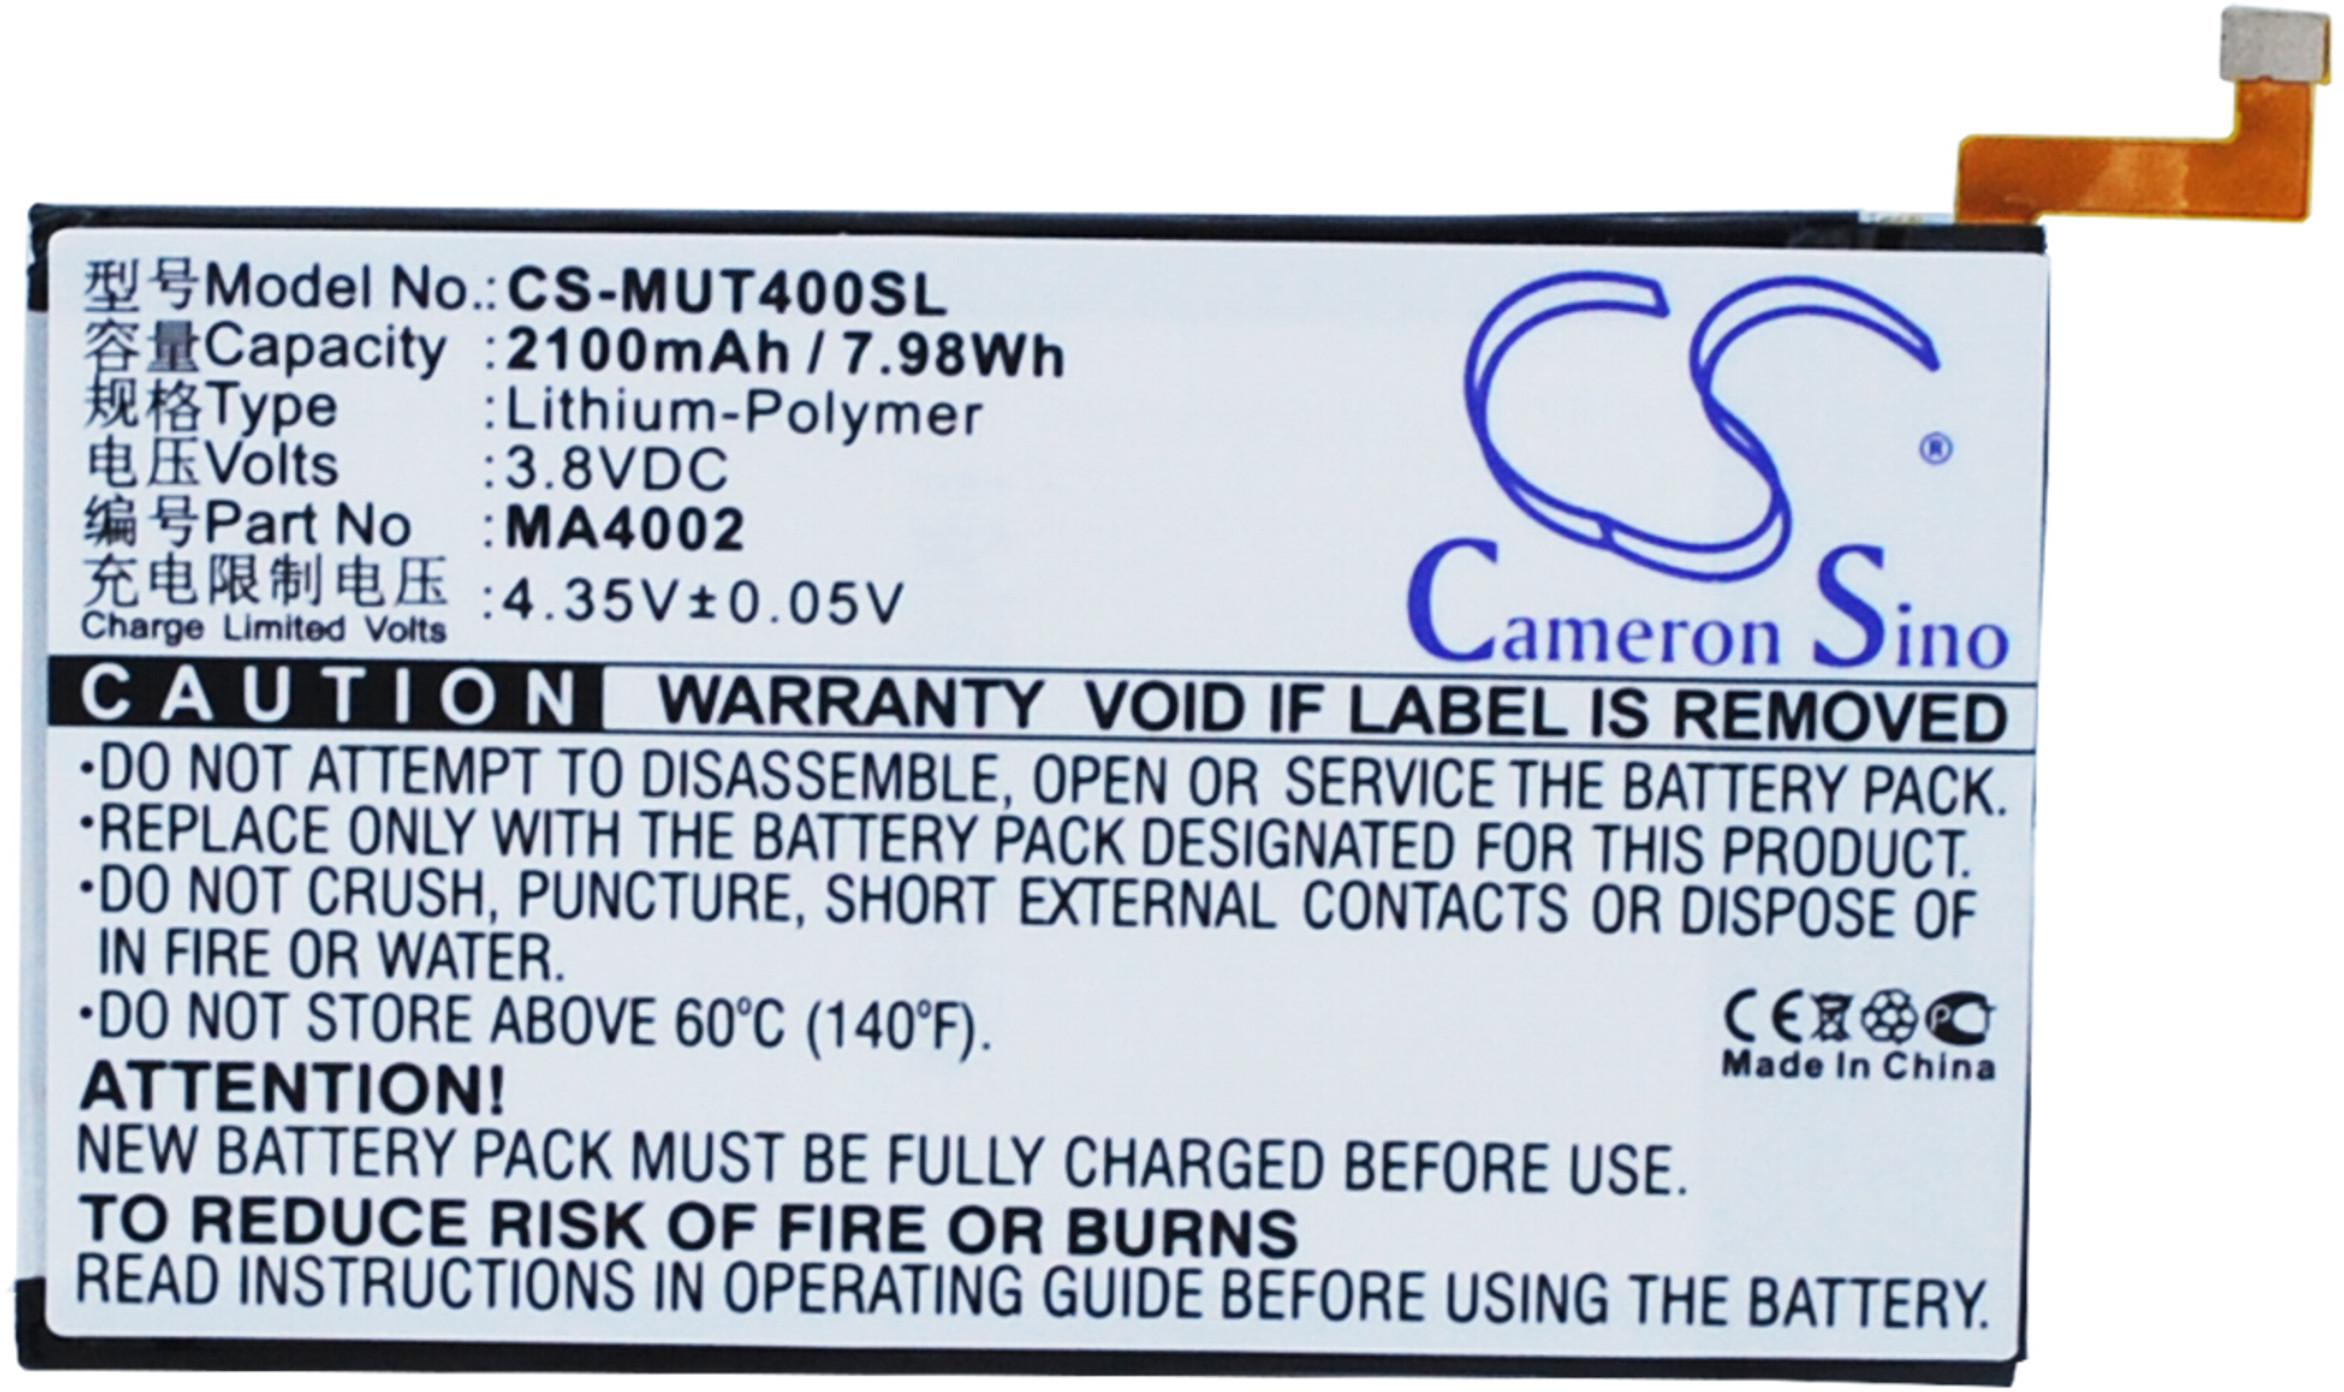 型号Model No.:CS-MUT400SL
容量Capacity :2100mAh / 7.98Wh
规格Type :Lithium-Polymer
电压Volts :3.8VDC
编号Part No :MA4002
充电限制电压 :4.35V±0.05V
Charge Limited Volts
CS
®
Cameron Sino
CAUTION WARRANTY VOID IF LABEL IS REMOVED
·DO NOT ATTEMPT TO DISASSEMBLE, OPEN OR SERVICE THE BATTERY PACK.
·REPLACE ONLY WITH THE BATTERY PACK DESIGNATED FOR THIS PRODUCT.
·DO NOT CRUSH, PUNCTURE, SHORT EXTERNAL CONTACTS OR DISPOSE OF
IN FIRE OR WATER.
·DO NOT STORE ABOVE 60°C (140°F).
CE
Made In China
ATTENTION!
NEW BATTERY PACK MUST BE FULLY CHARGED BEFORE USE.
TO REDUCE RISK OF FIRE OR BURNS
READ INSTRUCTIONS IN OPERATING GUIDE BEFORE USING THE BATTERY.